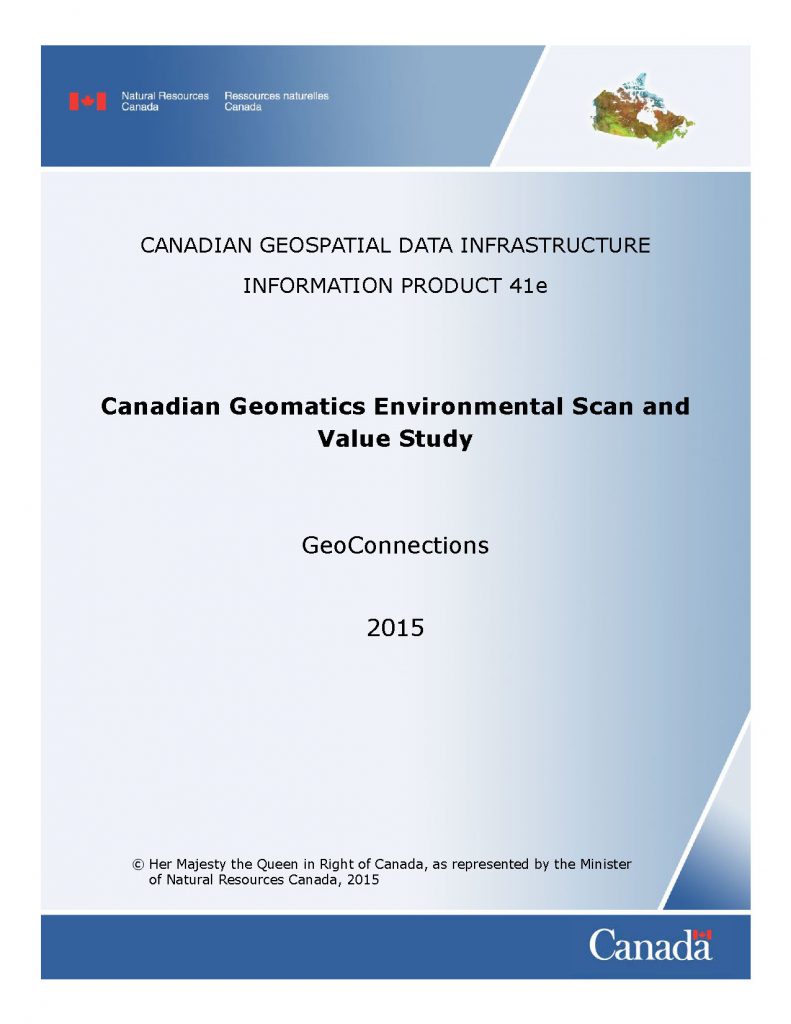 Natural Resources Ressources naturelles
Canada Canada
CANADIAN GEOSPATIAL DATA INFRASTRUCTURE
INFORMATION PRODUCT 41e
Canadian Geomatics Environmental Scan and
Value Study
GeoConnections
2015
© Her Majesty the Queen in Right of Canada, as represented by the Minister
of Natural Resources Canada, 2015
Canada